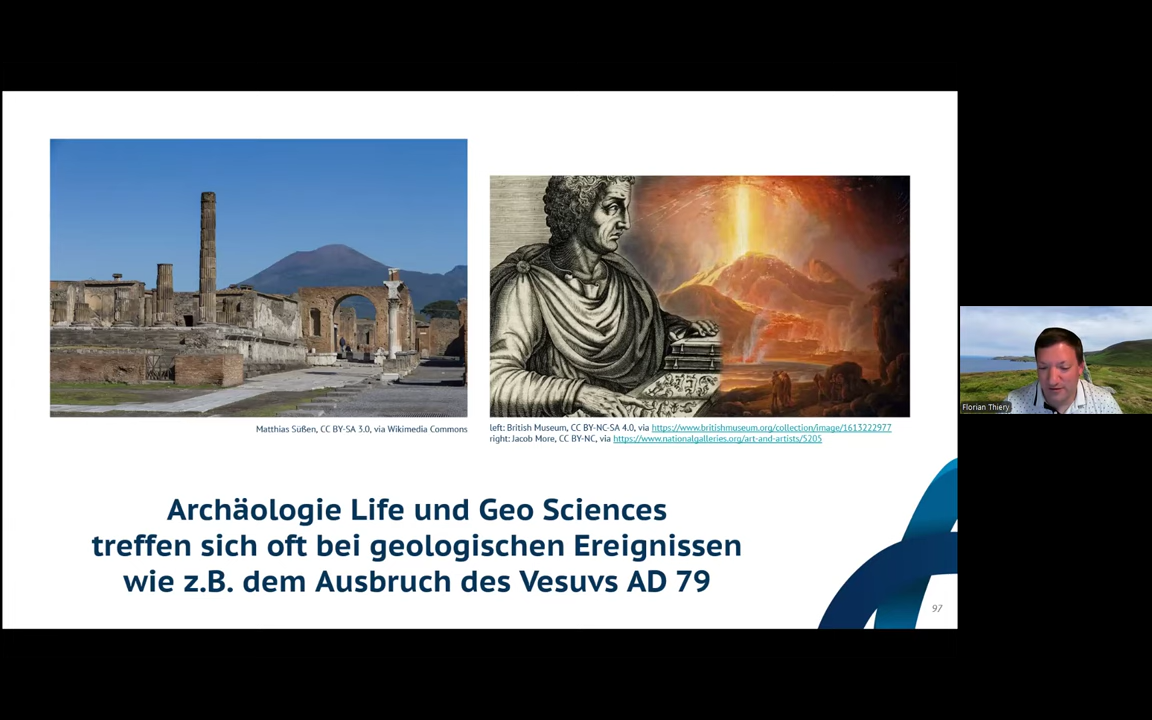 Matthias Süßen, CC BY-SA 3.0, via Wikimedia Commons
left: British Museum, CC BY-NC-SA 4.0, via https://www.britishmuseum.org/collection/image/1613222977
right: Jacob More, CC BY-NC, via https://www.nationalgalleries.org/art-and-artists/5205
Archäologie Life und Geo Sciences
treffen sich oft bei geologischen Ereignissen
wie z.B. dem Ausbruch des Vesuvs AD 79
97
Florian Thiery